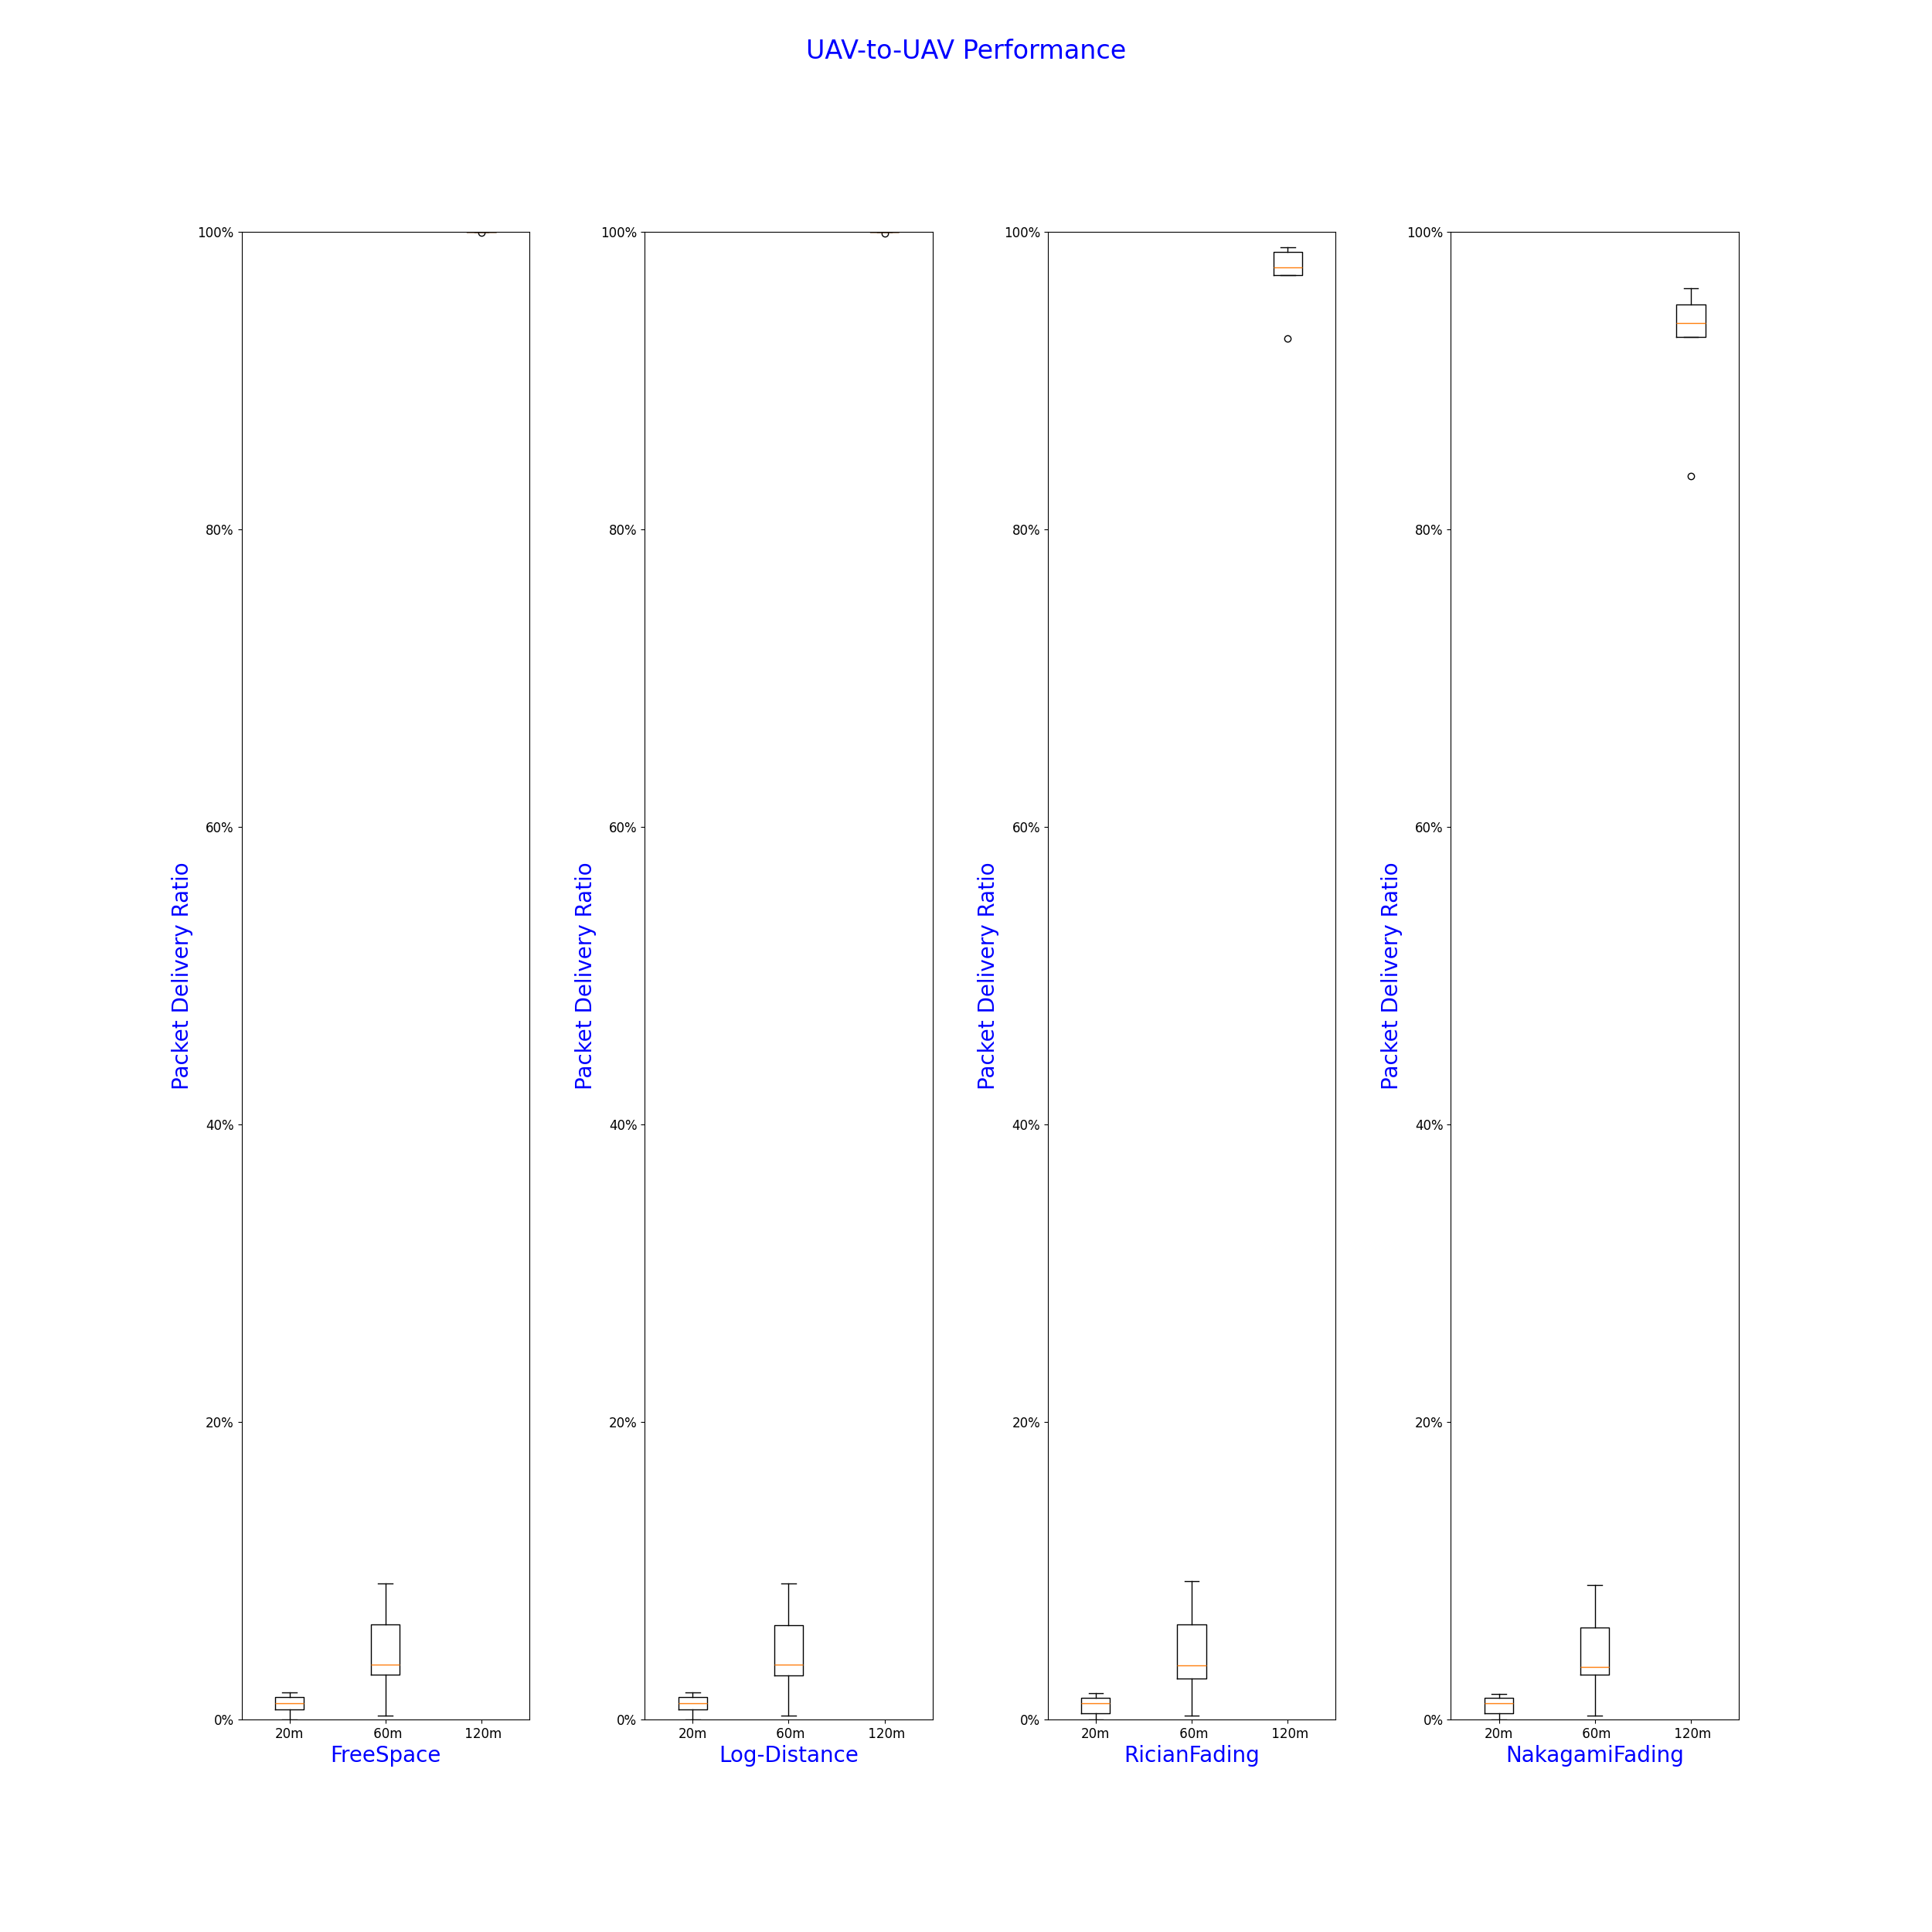 UAV-to-UAV Performance
Packet Delivery Ratio
100%
80%
60%
40%
20%
0%
20m 60m 120m
FreeSpace
Packet Delivery Ratio
100%
80%
60%
40%
20%
0%
20m 60m 120m
Log-Distance
Packet Delivery Ratio
100%
80%
60%
40%
20%
0%
20m 60m 120m
RicianFading
Packet Delivery Ratio
100%
80%
60%
40%
20%
0%
20m 60m 120m
NakagamiFading